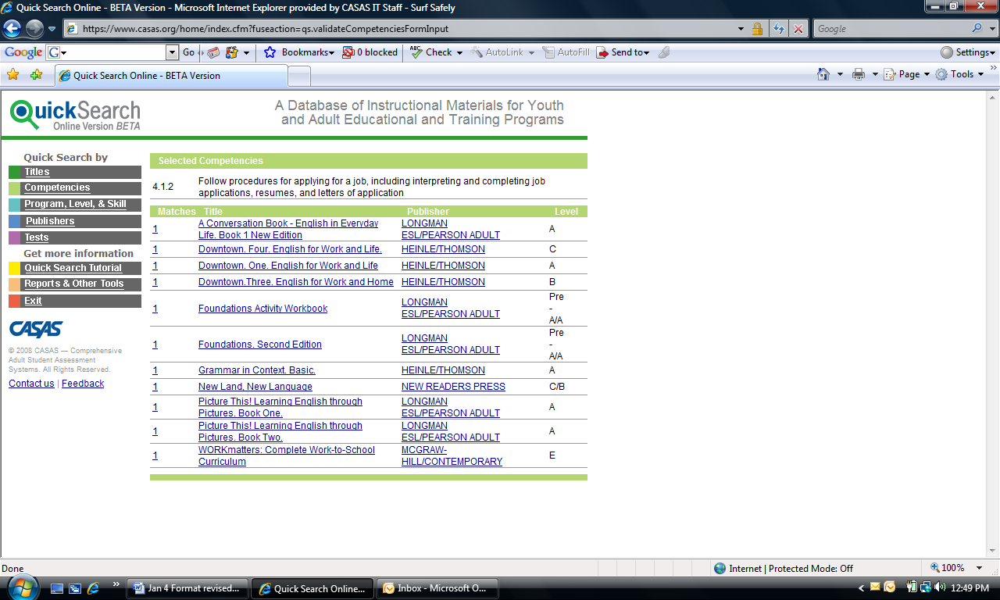 Quick Search Online - BETA Version - Microsoft Internet Explorer provided by CASAS IT Staff - Surf Safely
https://www.casas.org/home/index.cfm?fuseaction=qs.validateCompetenciesFormInput
Google
Google G Go Bookmarks 0 blocked ABC Check AutoLink AutoFill Send to Settings
Quick Search Online - BETA Version
Page Tools
QuickSearch
Online Version BETA
A Database of Instructional Materials for Youth
and Adult Educational and Training Programs
Quick Search by
Titles
Competencies
Program, Level, & Skill
Publishers
Tests
Get more information
Quick Search Tutorial
Reports & Other Tools
Exit
CASAS
© 2008 CASAS — Comprehensive
Adult Student Assessment
Systems. All Rights Reserved.
Contact us | Feedback
Selected Competencies
4.1.2 Follow procedures for applying for a job, including interpreting and completing job
applications, resumes, and letters of application
Matches Title Publisher Level
1 A Conversation Book - English in Everyday
Life. Book 1 New Edition LONGMAN
ESL/PEARSON ADULT A
1 Downtown. Four. English for Work and Life. HEINLE/THOMSON C
1 Downtown. One. English for Work and Life HEINLE/THOMSON A
1 Downtown.Three. English for Work and Home HEINLE/THOMSON B
1 Foundations Activity Workbook LONGMAN
ESL/PEARSON ADULT Pre
-
A/A
1 Foundations. Second Edition LONGMAN
ESL/PEARSON ADULT Pre
-
A/A
1 Grammar in Context. Basic. HEINLE/THOMSON A
1 New Land, New Language NEW READERS PRESS C/B
1 Picture This! Learning English through
Pictures. Book One. LONGMAN
ESL/PEARSON ADULT A
1 Picture This! Learning English through
Pictures. Book Two. LONGMAN
ESL/PEARSON ADULT A
1 WORKmatters: Complete Work-to-School
Curriculum MCGRAW-
HILL/CONTEMPORARY E
Done Internet | Protected Mode: Off 100%
Jan 4 Format revised... Quick Search Online... Inbox - Microsoft O... 12:49 PM